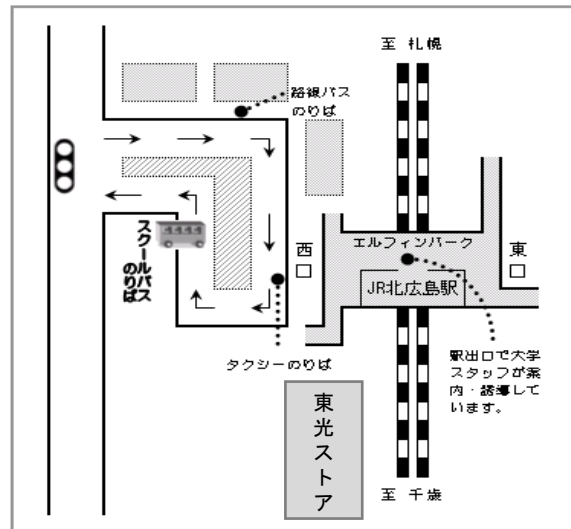 至 札幌
路線バス
のりば
エルフィンパーク
西口
東口
JR北広島駅
スクールバス
のりば
タクシーのりば
駅出口で大学
スタッフが案
内・誘導して
います。
東光ストア
至 千歳